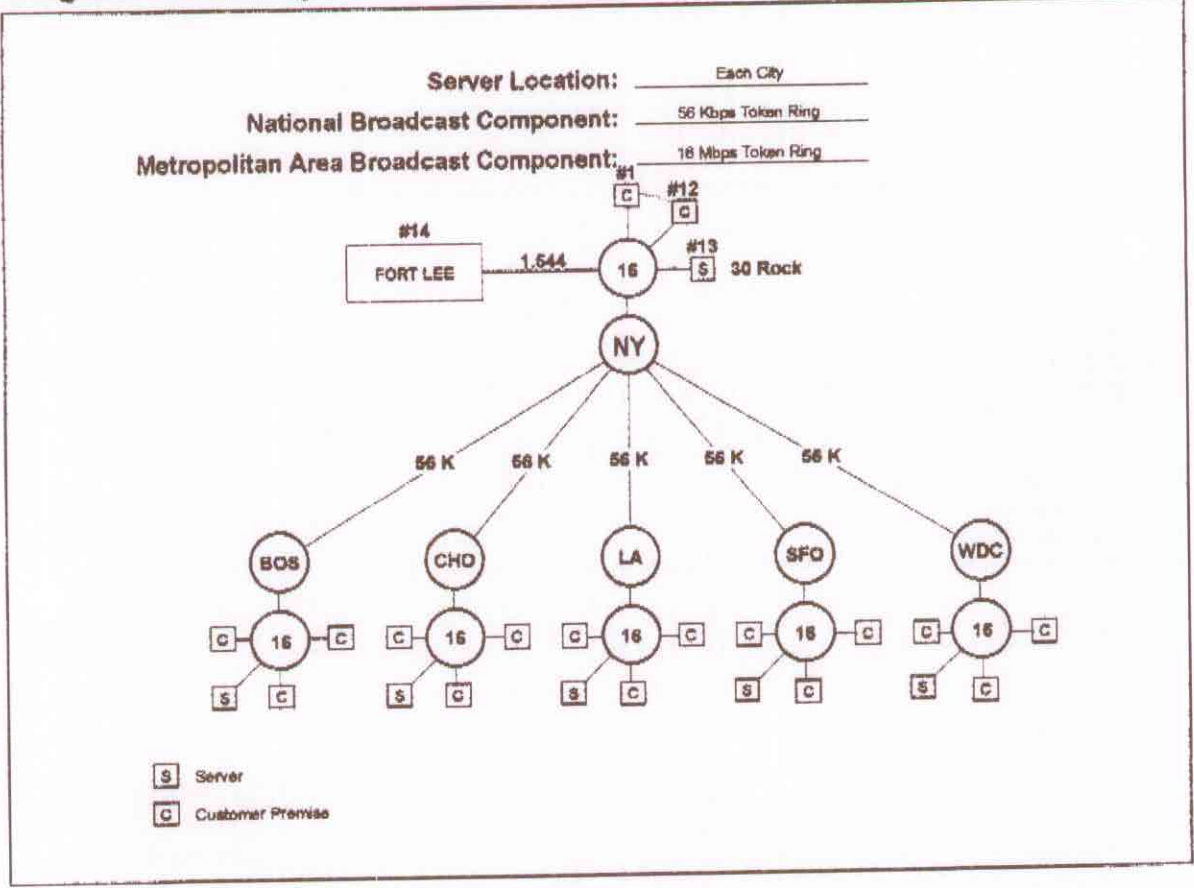 Server Location: Each City
National Broadcast Component: 56 Kbps Token Ring
Metropolitan Area Broadcast Component: 16 Mbps Token Ring
#1
C
#12
C
#14
FORT LEE
1.544
16
#13
S
30 Rock
NY
56 K 56 K 56 K 56 K 56 K
BOS CHO LA SFO WDC
C 16 C C 16 C C 16 C C 16 C C 16 C
S C S C S C S C S C
S Server
C Customer Premise